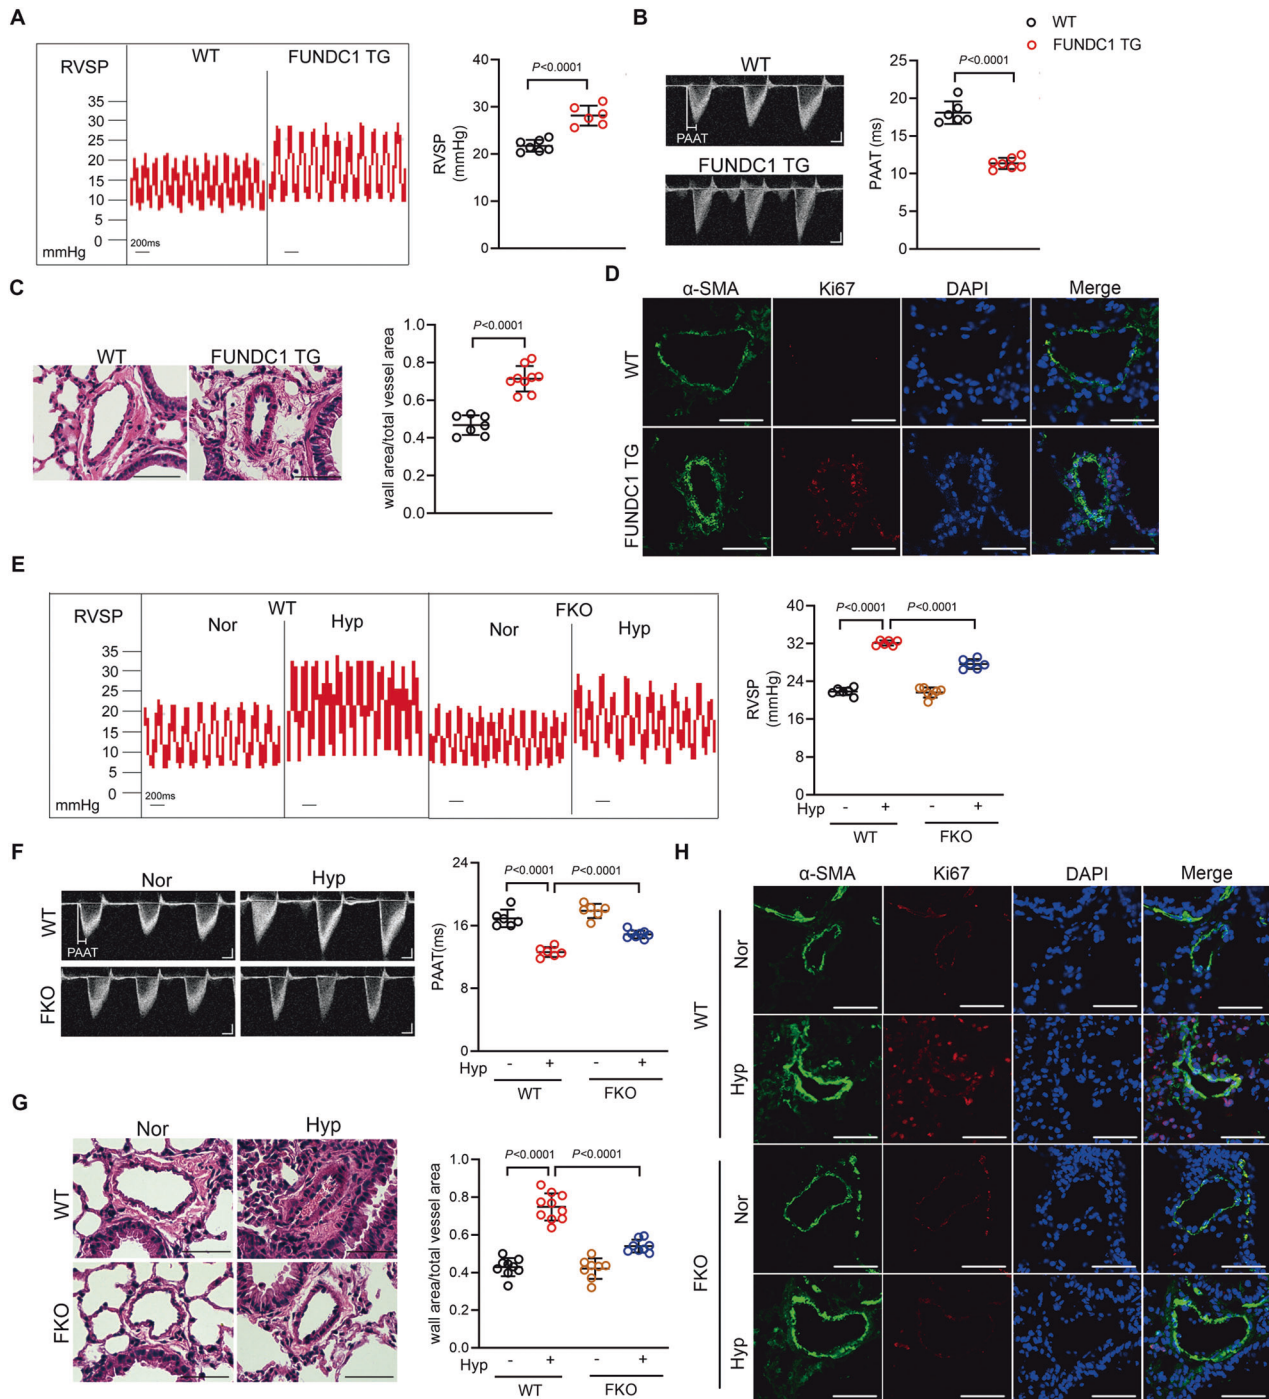 A
RVSP
WT
FUNDC1 TG
35
30
25
20
15
10
5
0
mmHg
200ms
RVSP
(mmHg)
40
30
20
10
0
P<0.0001
B
WT
FUNDC1 TG
WT
PAAT
FUNDC1 TG
PAAT (ms)
25
20
15
10
5
0
P<0.0001
C
WT
FUNDC1 TG
wall area/total vessel area
1.0
0.8
0.6
0.4
0.2
0.0
P<0.0001
D
α-SMA
Ki67
DAPI
Merge
WT
FUNDC1 TG
E
RVSP
WT
FKO
Nor
Hyp
Nor
Hyp
35
30
25
20
15
10
5
0
mmHg
200ms
RVSP
(mmHg)
40
32
24
16
8
0
P<0.0001
P<0.0001
Hyp
-
+
-
+
WT
FKO
F
Nor
Hyp
WT
PAAT
FKO
PAAT(ms)
24
16
8
0
P<0.0001
P<0.0001
Hyp
-
+
-
+
WT
FKO
G
Nor
Hyp
WT
FKO
wall area/total vessel area
1.0
0.8
0.6
0.4
0.2
0.0
P<0.0001
P<0.0001
Hyp
-
+
-
+
WT
FKO
H
α-SMA
Ki67
DAPI
Merge
WT
Nor
Hyp
FKO
Nor
Hyp